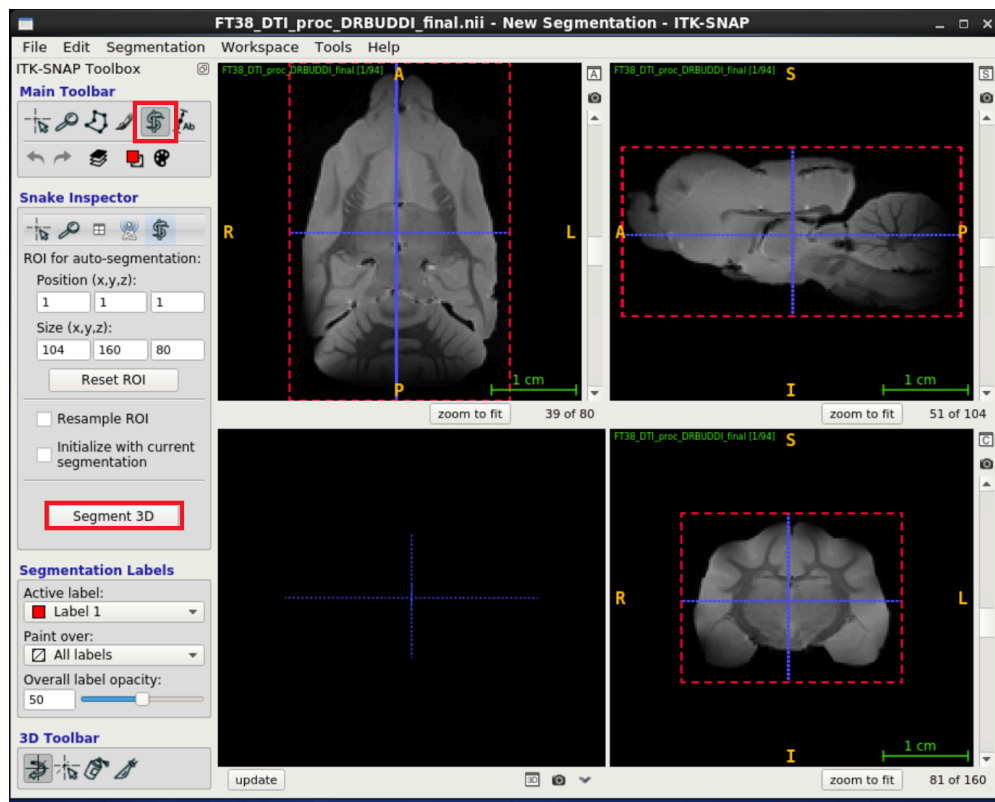 FT38_DTI_proc_DRBUDDI_final.nii - New Segmentation - ITK-SNAP
File Edit Segmentation Workspace Tools Help
ITK-SNAP Toolbox
Main Toolbar
Ab
Snake Inspector
ROI for auto-segmentation:
Position (x,y,z):
1 1 1
Size (x,y,z):
104 160 80
Reset ROI
Resample ROI
Initialize with current
segmentation
Segment 3D
Segmentation Labels
Active label:
Label 1
Paint over:
All labels
Overall label opacity:
50
3D Toolbar
FT38_DTI_proc_DRBUDDI_final [1/94]
A
A
R
L
P
1 cm
zoom to fit 39 of 80
FT38_DTI_proc_DRBUDDI_final [1/94]
S
S
A
P
I
1 cm
zoom to fit 51 of 104
update
3D
FT38_DTI_proc_DRBUDDI_final [1/94]
S
C
R
L
I
1 cm
zoom to fit 81 of 160